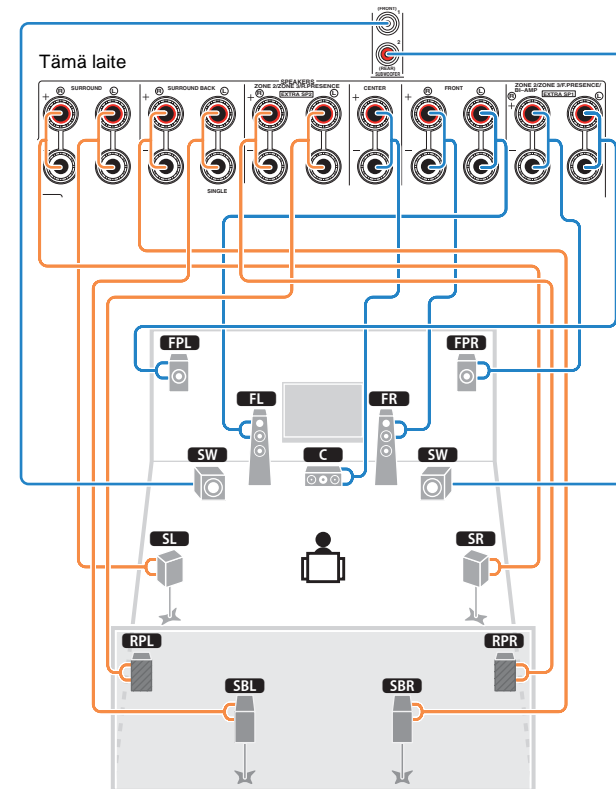 (FRONT)
1
2
(REAR)
SUBWOOFER
Tämä laite
SPEAKERS
SURROUND
SURROUND BACK
ZONE 2/ZONE 3/R.PRESENCE
EXTRA SP2
CENTER
FRONT
ZONE 2/ZONE 3/F.PRESENCE/
BI–AMP
EXTRA SP1
R L R L R L R L R L
+ + + + + +
– – – – – –
SINGLE
FPL FPR
FL FR
SW C SW
SL SR
RPL RPR
SBL SBR